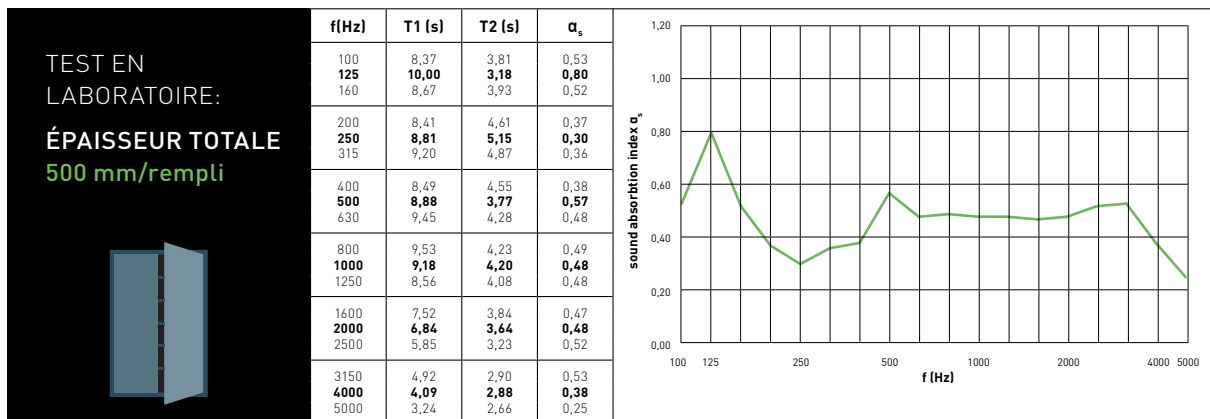 TEST EN
LABORATOIRE:
ÉPAISSEUR TOTALE
500 mm/rempli
f(Hz) T1 (s) T2 (s) αs
100 8,37 3,81 0,53
125 10,00 3,18 0,80
160 8,67 3,93 0,52
200 8,41 4,61 0,37
250 8,81 5,15 0,30
315 9,20 4,87 0,36
400 8,49 4,55 0,38
500 8,88 3,77 0,57
630 9,45 4,28 0,48
800 9,53 4,23 0,49
1000 9,18 4,20 0,48
1250 8,56 4,08 0,48
1600 7,52 3,84 0,47
2000 6,84 3,64 0,48
2500 5,85 3,23 0,52
3150 4,92 2,90 0,53
4000 4,09 2,88 0,38
5000 3,24 2,66 0,25
sound absorbtion index αs
1,20
1,00
0,80
0,60
0,40
0,20
0,00
100 125 250 500 1000 2000 4000 5000
f (Hz)